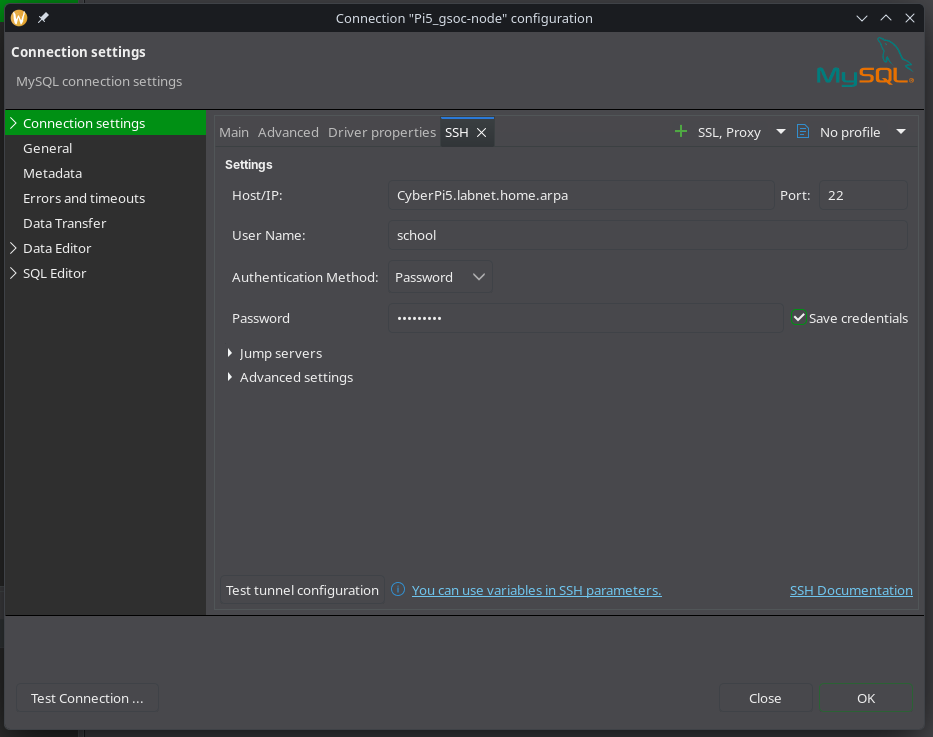 Connection "Pi5_gsoc-node" configuration
Connection settings
MySQL connection settings
MySQL
Connection settings
General
Metadata
Errors and timeouts
Data Transfer
Data Editor
SQL Editor
Main Advanced Driver properties SSH SSL, Proxy No profile
Settings
Host/IP: CyberPi5.labnet.home.arpa Port: 22
User Name: school
Authentication Method: Password
Password ••••••••• Save credentials
Jump servers
Advanced settings
Test tunnel configuration You can use variables in SSH parameters. SSH Documentation
Test Connection ... Close OK